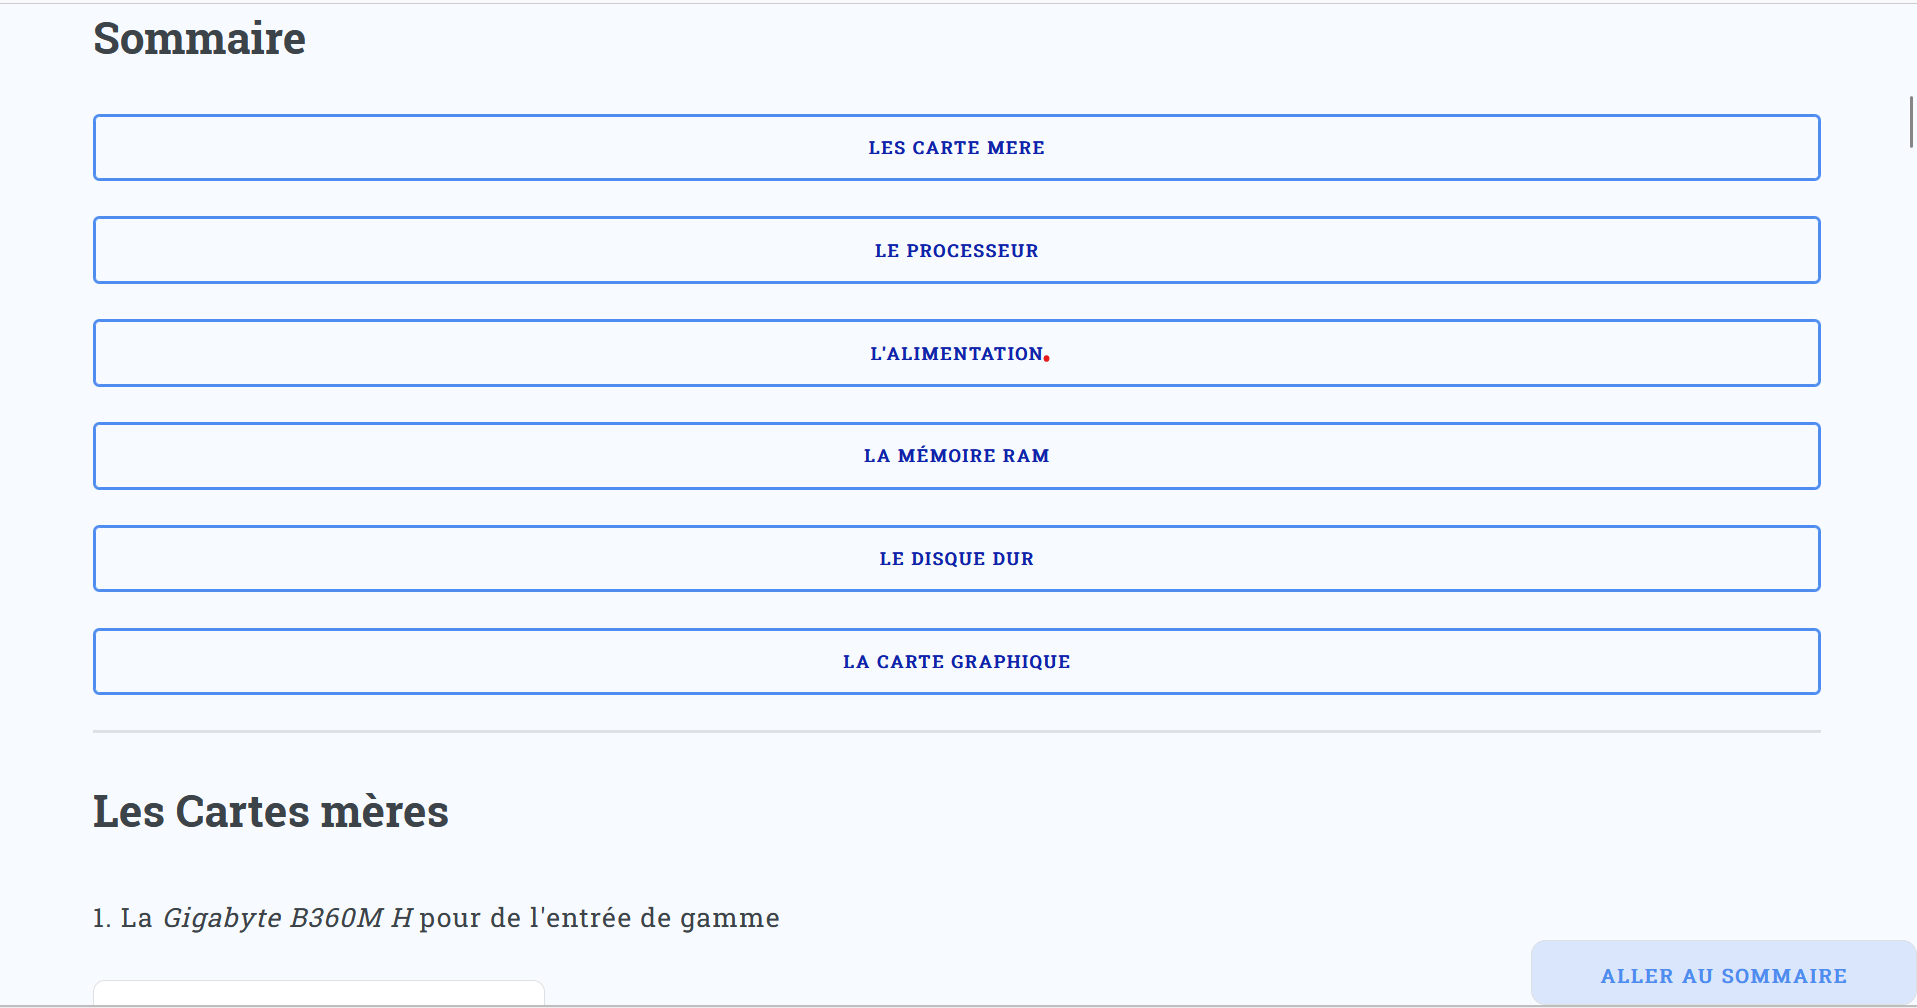 Sommaire
LES CARTE MERE
LE PROCESSEUR
L'ALIMENTATION.
LA MÉMOIRE RAM
LE DISQUE DUR
LA CARTE GRAPHIQUE
Les Cartes mères
1. La Gigabyte B360M H pour de l'entrée de gamme
ALLER AU SOMMAIRE